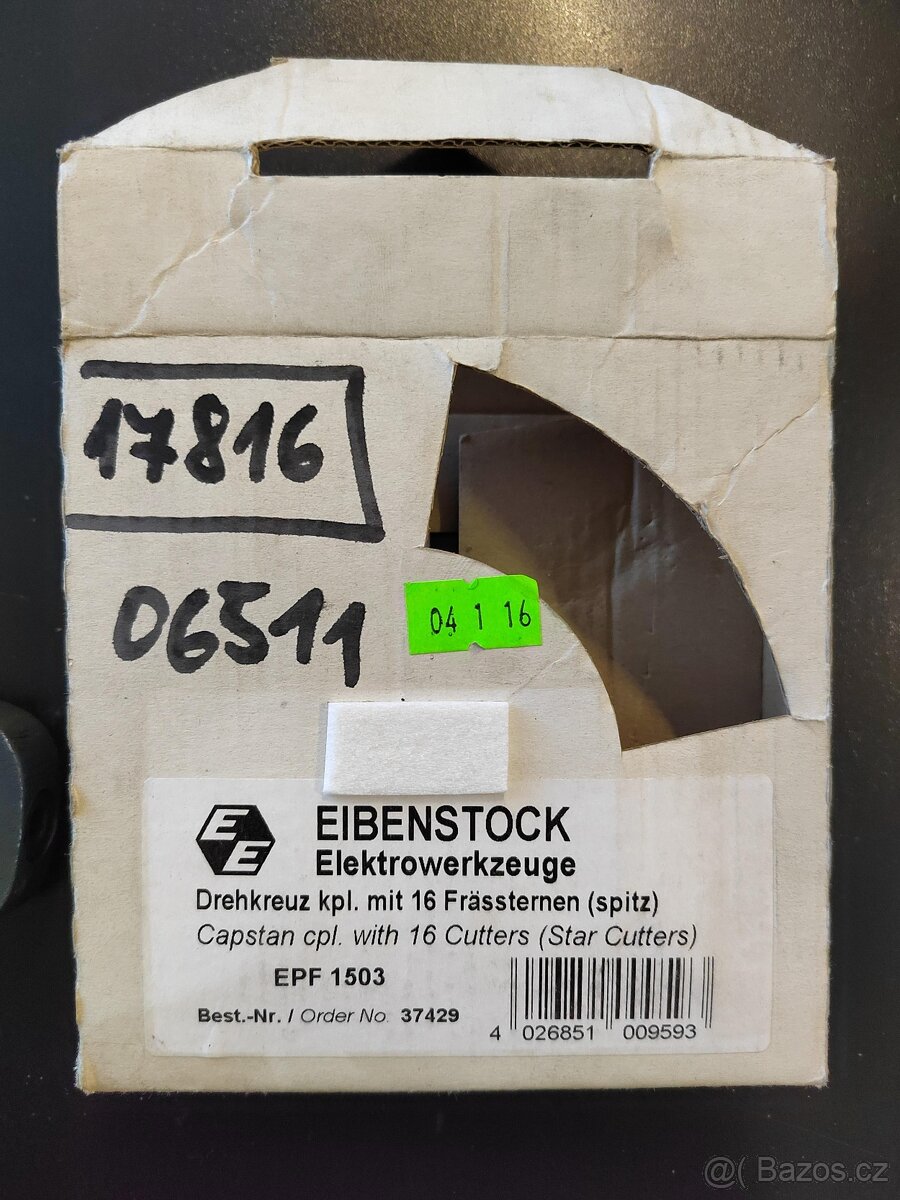 17816
06511
04 1 16
EE
EIBENSTOCK
Elektrowerkzeuge
Drehkreuz kpl. mit 16 Frässternen (spitz)
Capstan cpl. with 16 Cutters (Star Cutters)
EPF 1503
Best.-Nr. / Order No. 37429
4 026851 009593
@( Bazos.cz